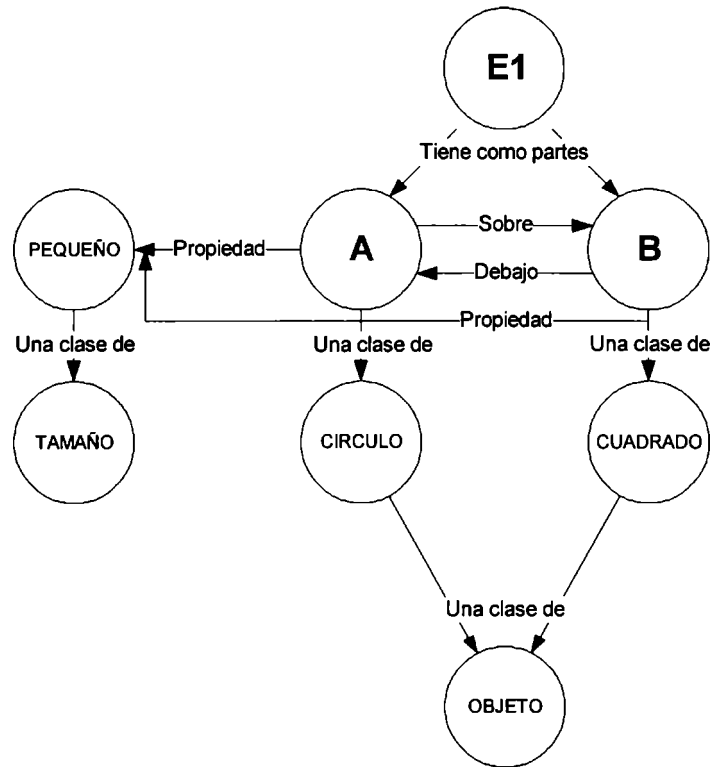 E1
Tiene como partes
Sobre
PEQUEÑO
Propiedad
A
B
Debajo
Propiedad
Una clase de
Una clase de
Una clase de
TAMAÑO
CIRCULO
CUADRADO
Una clase de
OBJETO